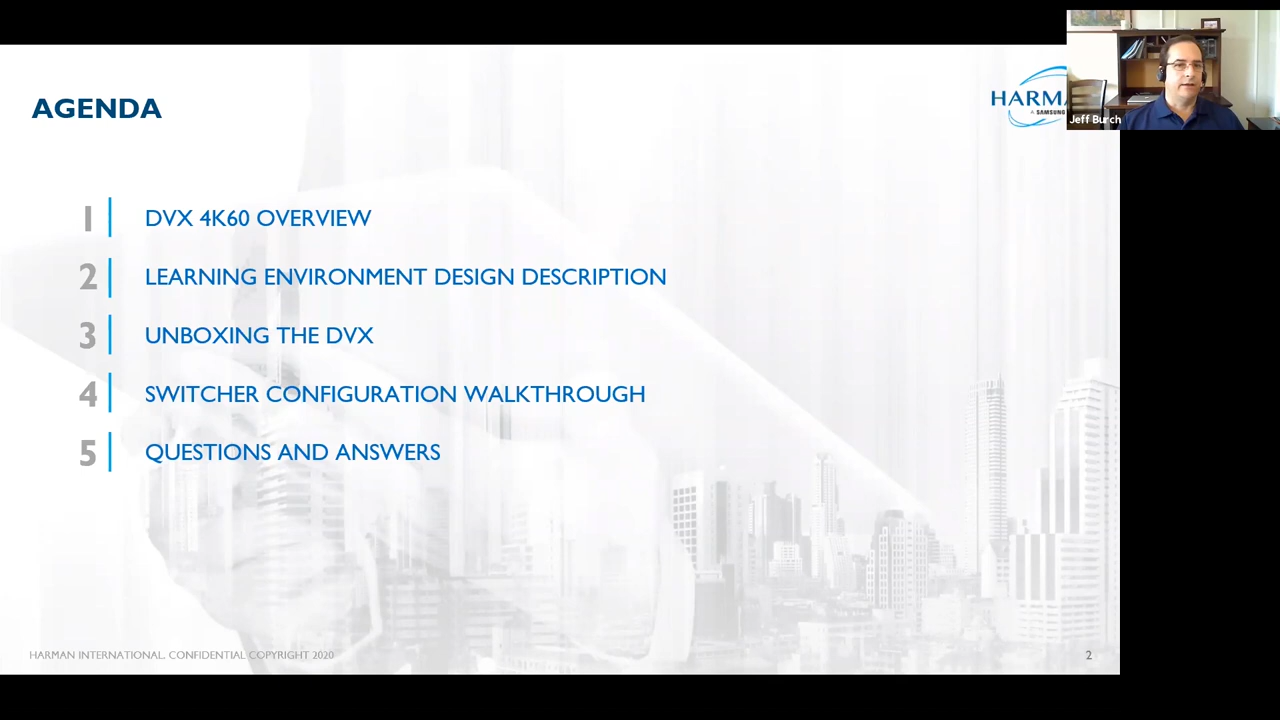 AGENDA
HARMA
A SAMSUNG
Jeff Burch
1 DVX 4K60 OVERVIEW
2 LEARNING ENVIRONMENT DESIGN DESCRIPTION
3 UNBOXING THE DVX
4 SWITCHER CONFIGURATION WALKTHROUGH
5 QUESTIONS AND ANSWERS
HARMAN INTERNATIONAL. CONFIDENTIAL COPYRIGHT 2020
2